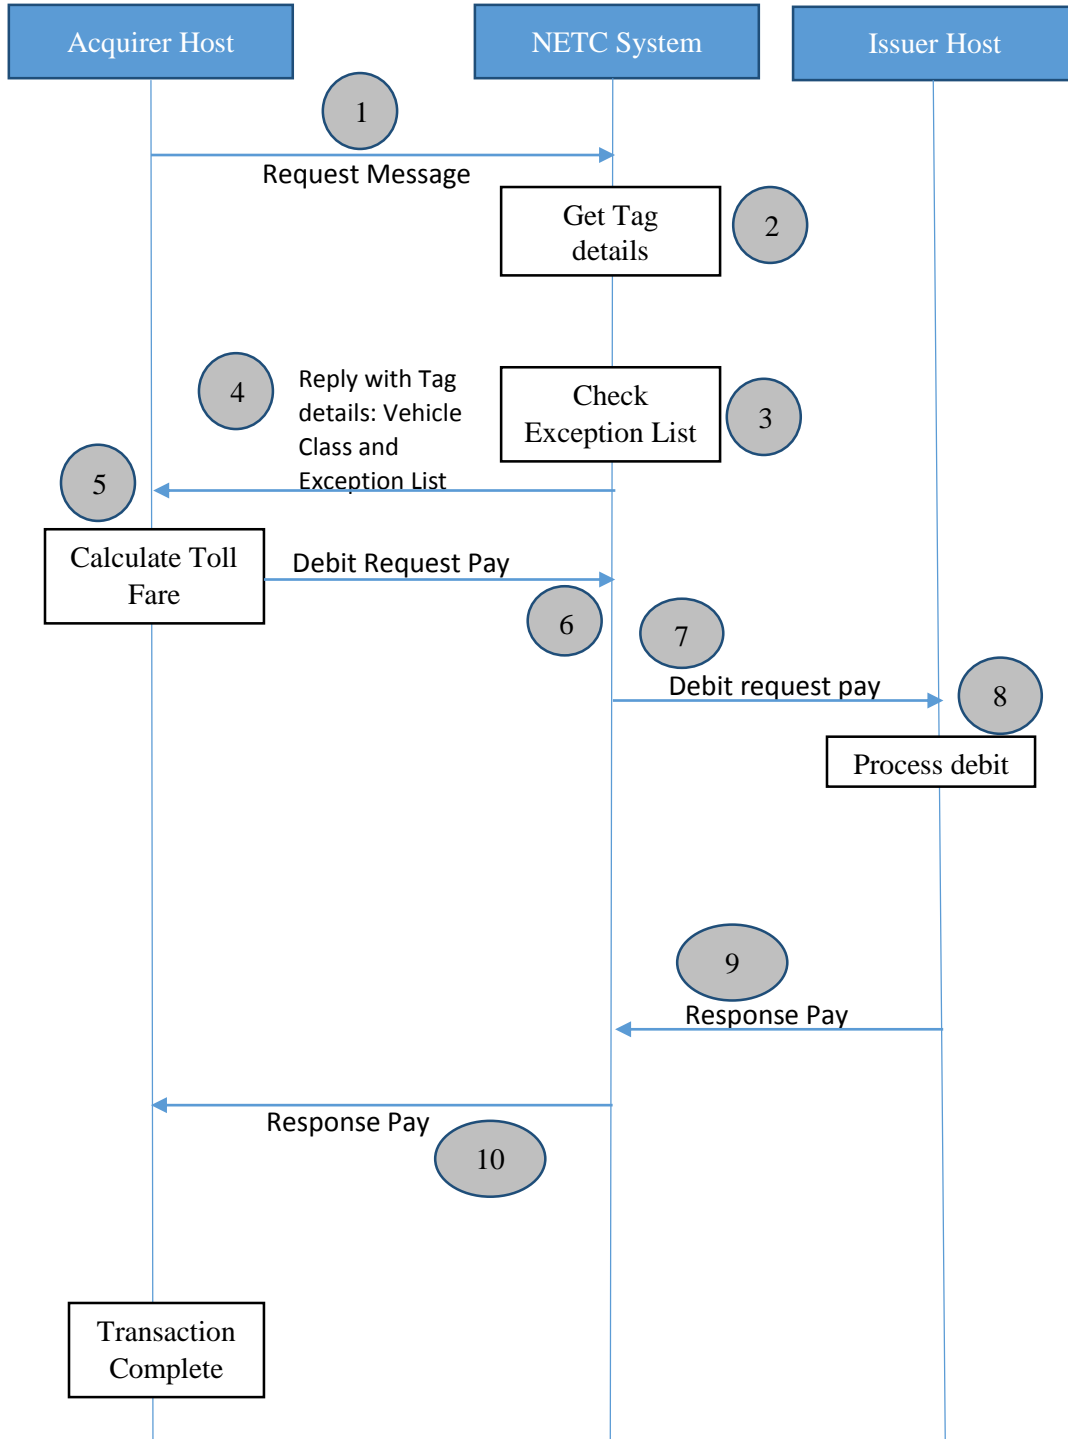 Acquirer Host
NETC System
Issuer Host
1
Request Message
Get Tag
details
2
4
Reply with Tag
details: Vehicle
Class and
Exception List
Check
Exception List
3
5
Calculate Toll
Fare
Debit Request Pay
6
7
Debit request pay
8
Process debit
9
Response Pay
Response Pay
10
Transaction
Complete